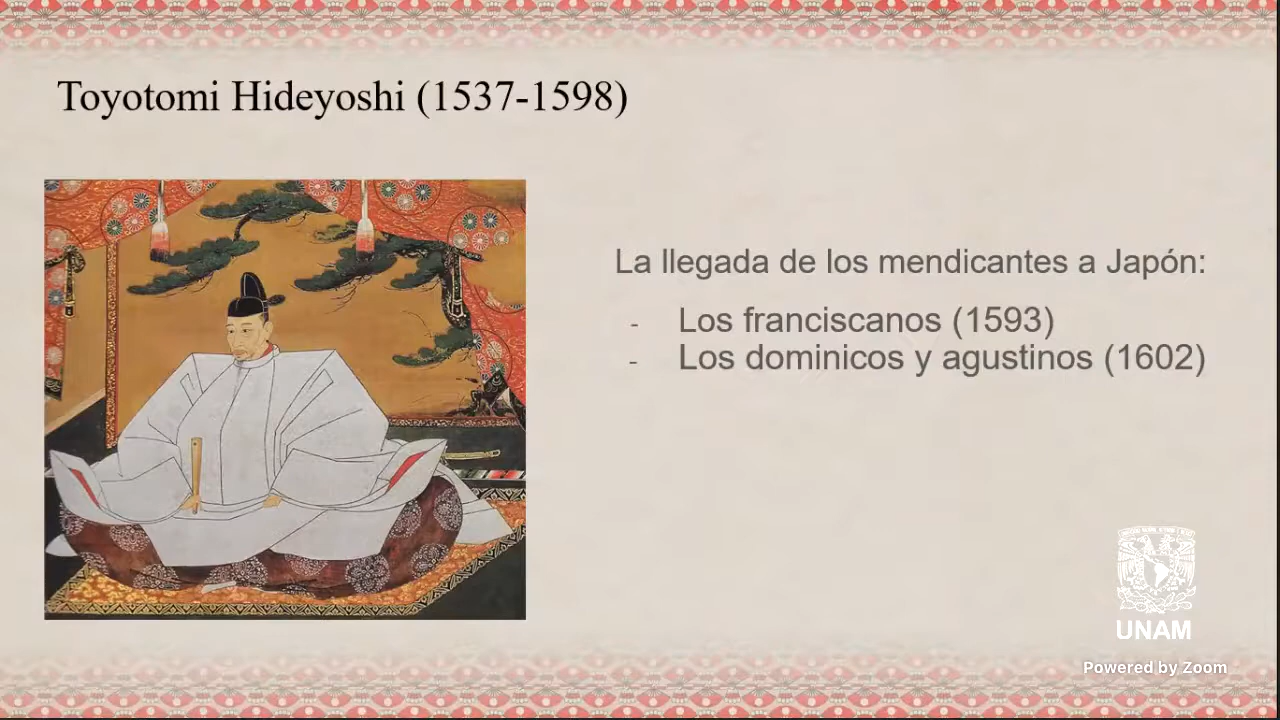 Toyotomi Hideyoshi (1537-1598)
La llegada de los mendicantes a Japón:
- Los franciscanos (1593)
- Los dominicos y agustinos (1602)
UNAM
Powered by Zoom